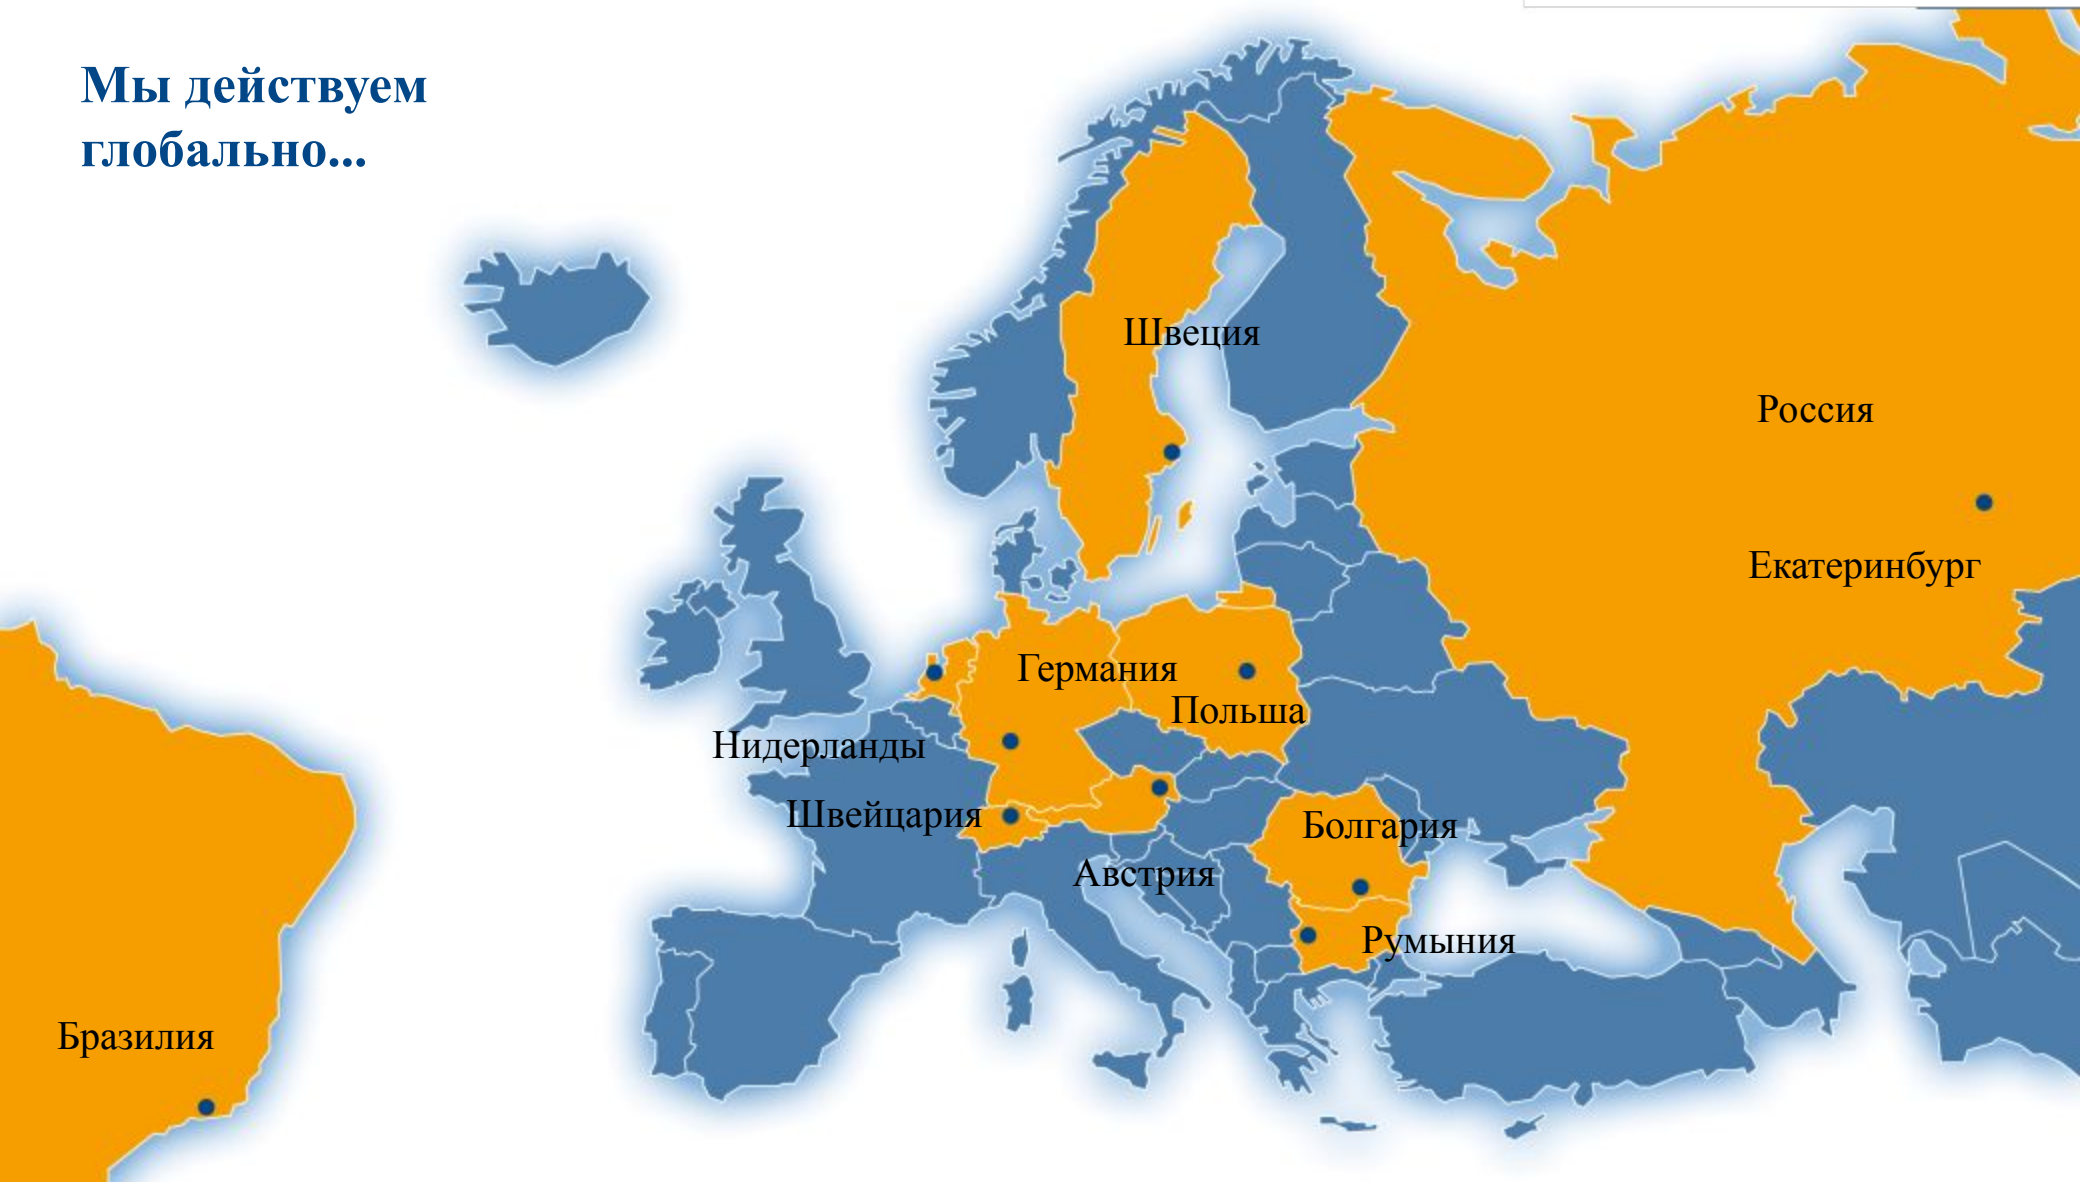 Мы действуем
глобально...
Швеция
Россия
Екатеринбург
Германия
Польша
Нидерланды
Швейцария
Болгария
Австрия
Румыния
Бразилия